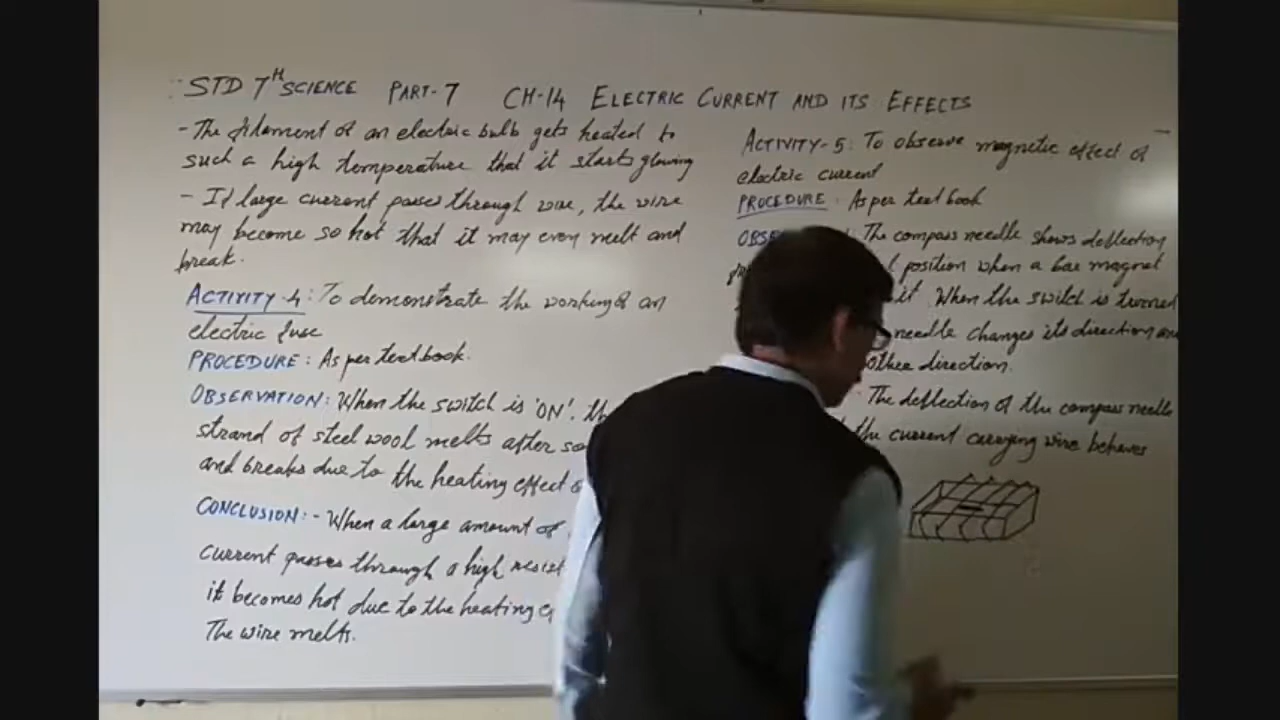 STD 7TH SCIENCE PART-7 CH-14 ELECTRIC CURRENT AND ITS EFFECTS
- The filament of an electric bulb gets heated to
such a high temperature that it starts glowing
- If large current passes through wire, the wire
may become so hot that it may even melt and
break.
ACTIVITY-4: To demonstrate the working of an
electric fuse
PROCEDURE: As per text book.
OBSERVATION: When the switch is 'ON'. th
strand of steel wool melts after so
and breaks due to the heating effect o
CONCLUSION:- When a large amount of
current passes through a high resist
it becomes hot due to the heating e
The wire melts.
ACTIVITY-5: To observe magnetic effect of
electric current
PROCEDURE: As per text book
OBSE The compass needle shows deflection
position when a bar magnet
it. When the switch is turned
needle changes its direction an
other direction.
The deflection of the compass needle
the current carrying wire behaves